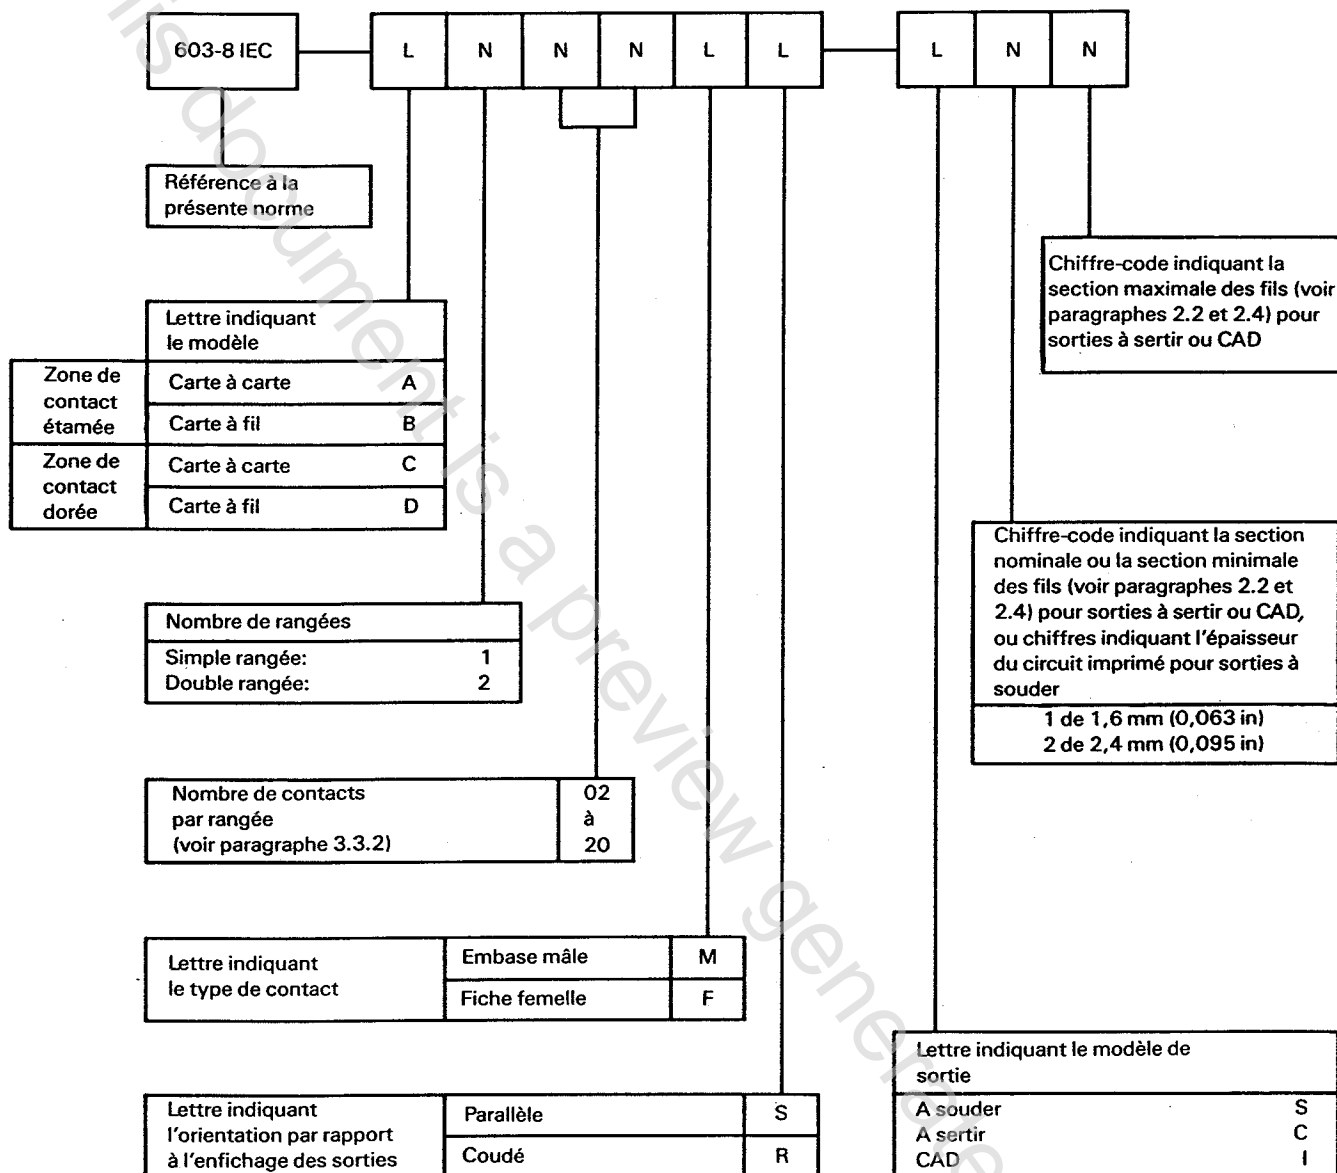 603-8 IEC L N N N L L L N N
Référence à la
présente norme
Chiffre-code indiquant la
section maximale des fils (voir
paragraphes 2.2 et 2.4) pour
sorties à sertir ou CAD
Lettre indiquant
le modèle
Zone de
contact
étamée
Carte à carte A
Carte à fil B
Zone de
contact
dorée
Carte à carte C
Carte à fil D
Chiffre-code indiquant la section
nominale ou la section minimale
des fils (voir paragraphes 2.2 et
2.4) pour sorties à sertir ou CAD,
ou chiffres indiquant l'épaisseur
du circuit imprimé pour sorties à
souder
1 de 1,6 mm (0,063 in)
2 de 2,4 mm (0,095 in)
Nombre de rangées
Simple rangée: 1
Double rangée: 2
Nombre de contacts
par rangée
(voir paragraphe 3.3.2)
02
à
20
Lettre indiquant
le type de contact
Embase mâle M
Fiche femelle F
Lettre indiquant
l'orientation par rapport
à l'enfichage des sorties
Parallèle S
Coudé R
Lettre indiquant le modèle de
sortie
A souder S
A sertir C
CAD I
his document is a preview generate